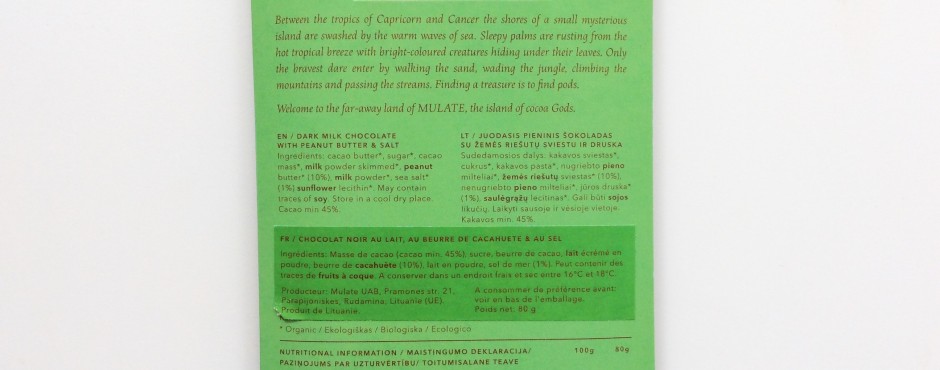 Between the tropics of Capricorn and Cancer the shores of a small mysterious
island are swashed by the warm waves of sea. Sleepy palms are rusting from the
hot tropical breeze with bright-coloured creatures hiding under their leaves. Only
the bravest dare enter by walking the sand, wading the jungle, climbing the
mountains and passing the streams. Finding a treasure is to find pods.
Welcome to the far-away land of MULATE, the island of cocoa Gods.
EN / DARK MILK CHOCOLATE
WITH PEANUT BUTTER & SALT
Ingredients: cacao butter*, sugar*, cacao
mass*, milk powder skimmed*, peanut
butter* (10%), milk powder*, sea salt*
(1%) sunflower lecithin*. May contain
traces of soy. Store in a cool dry place.
Cacao min 45%.
LT / JUODASIS PIENINIS ŠOKOLADAS
SU ŽEMĖS RIEŠUTŲ SVIESTU IR DRUSKA
Sudedamosios dalys: kakavos sviestas*,
cukrus*, kakavos pasta*, nugriebto pieno
milteliai*, žemės riešutų sviestas* (10%),
nenugriebto pieno milteliai*, jūros druska*
(1%), saulėgrąžų lecitinas*. Gali būti sojos
likučių. Laikyti sausoje ir vėsioje vietoje.
Kakavos min. 45%.
FR / CHOCOLAT NOIR AU LAIT, AU BEURRE DE CACAHUETE & AU SEL
Ingrédients: Masse de cacao (cacao min. 45%), sucre, beurre de cacao, lait écrémé en
poudre, beurre de cacahuète (10%), lait en poudre, sel de mer (1%). Peut contenir des
traces de fruits à coque. A conserver dans un endroit frais et sec entre 16°C et 18°C.
Producteur: Mulate UAB, Pramones str. 21,
Parapijoniskes, Rudamina, Lituanie (UE).
Produit de Lituanie.
A consommer de préférence avant:
voir en bas de l'emballage.
Poids net: 80 g
* Organic / Ekologiškas / Biologiska / Ecologico
NUTRITIONAL INFORMATION / MAISTINGUMO DEKLARACIJA/ 100g 80g
PAZIŅOJUMS PAR UZTURVĒRTĪBU/ TOITUMISALANE TEAVE